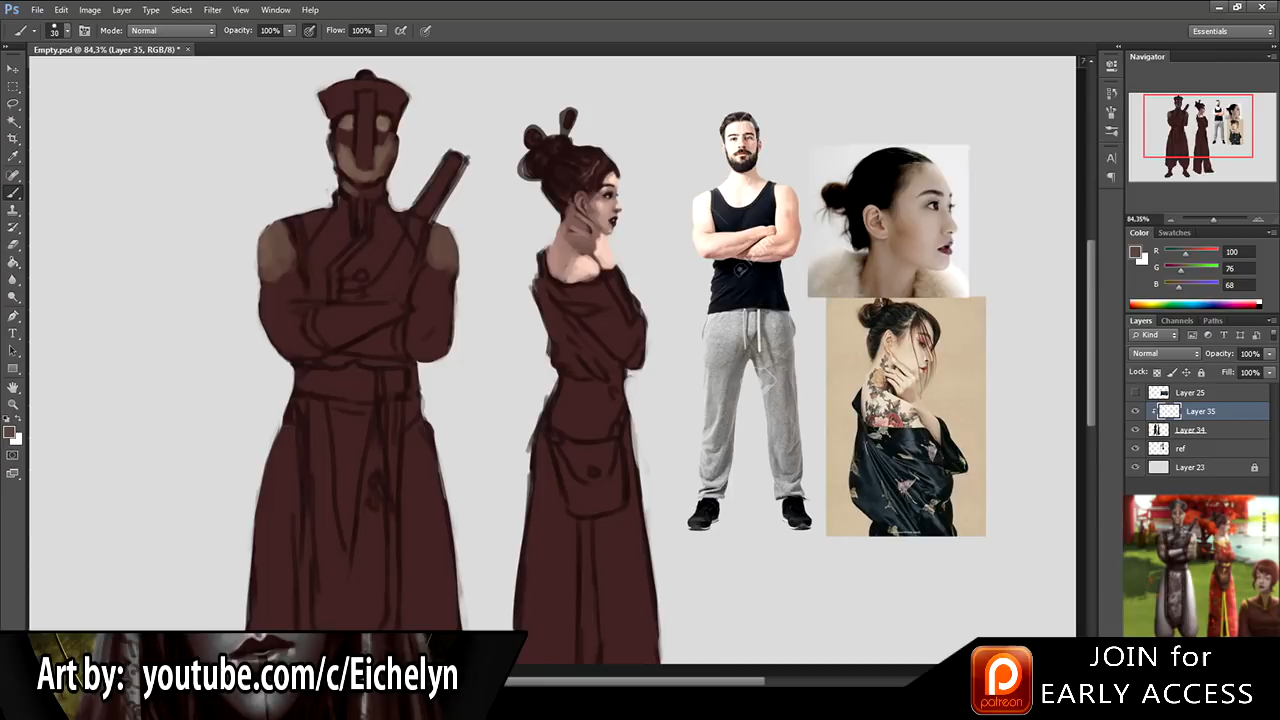 Ps File Edit Image Layer Type Select Filter Edit View Window Help
30 Mode: Normal Opacity: 100% Flow: 100% Essentials
Empty.psd @ 84,3% (Layer 35, RGB/8) * ×
Navigator
84,35%
Color Swatches
R 100
G 76
B 68
Layers Channels Paths
Kind
Normal Opacity: 100%
Lock: Fill: 100%
Layer 25
Layer 35
Layer 34
ref
Layer 23
Art by: youtube.com/c/Eichelyn
JOIN for
EARLY ACCESS
patreon